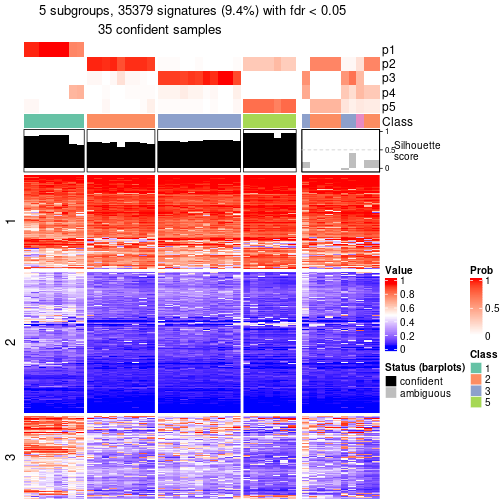 5 subgroups, 35379 signatures (9.4%) with fdr < 0.05
35 confident samples
p1
p2
p3
p4
p5
Class
1
0.5
0
Silhouette
score
1
2
3
Value
1
0.8
0.6
0.4
0.2
0
Status (barplots)
confident
ambiguous
Prob
1
0.5
0
Class
1
2
3
5